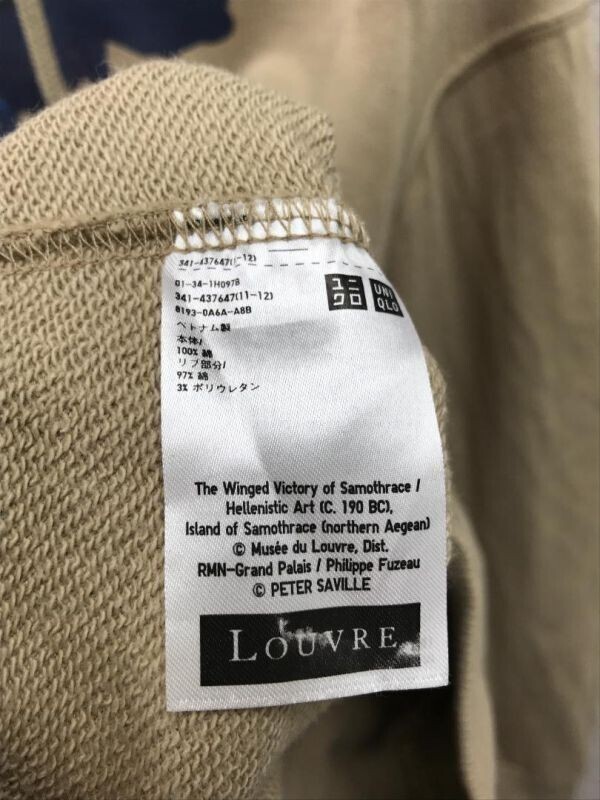 341-437647(11-12)
01-34-1H097B
341-437647(11-12)
8193-0A6A-A8B
ベトナム製
本体/
100% 綿
リブ部分/
97% 綿
3% ポリウレタン
ユニ
クロ
UNI
QLO
The Winged Victory of Samothrace /
Hellenistic Art (C. 190 BC),
Island of Samothrace (northern Aegean)
© Musée du Louvre, Dist.
RMN-Grand Palais / Philippe Fuzeau
© PETER SAVILLE
LOUVRE